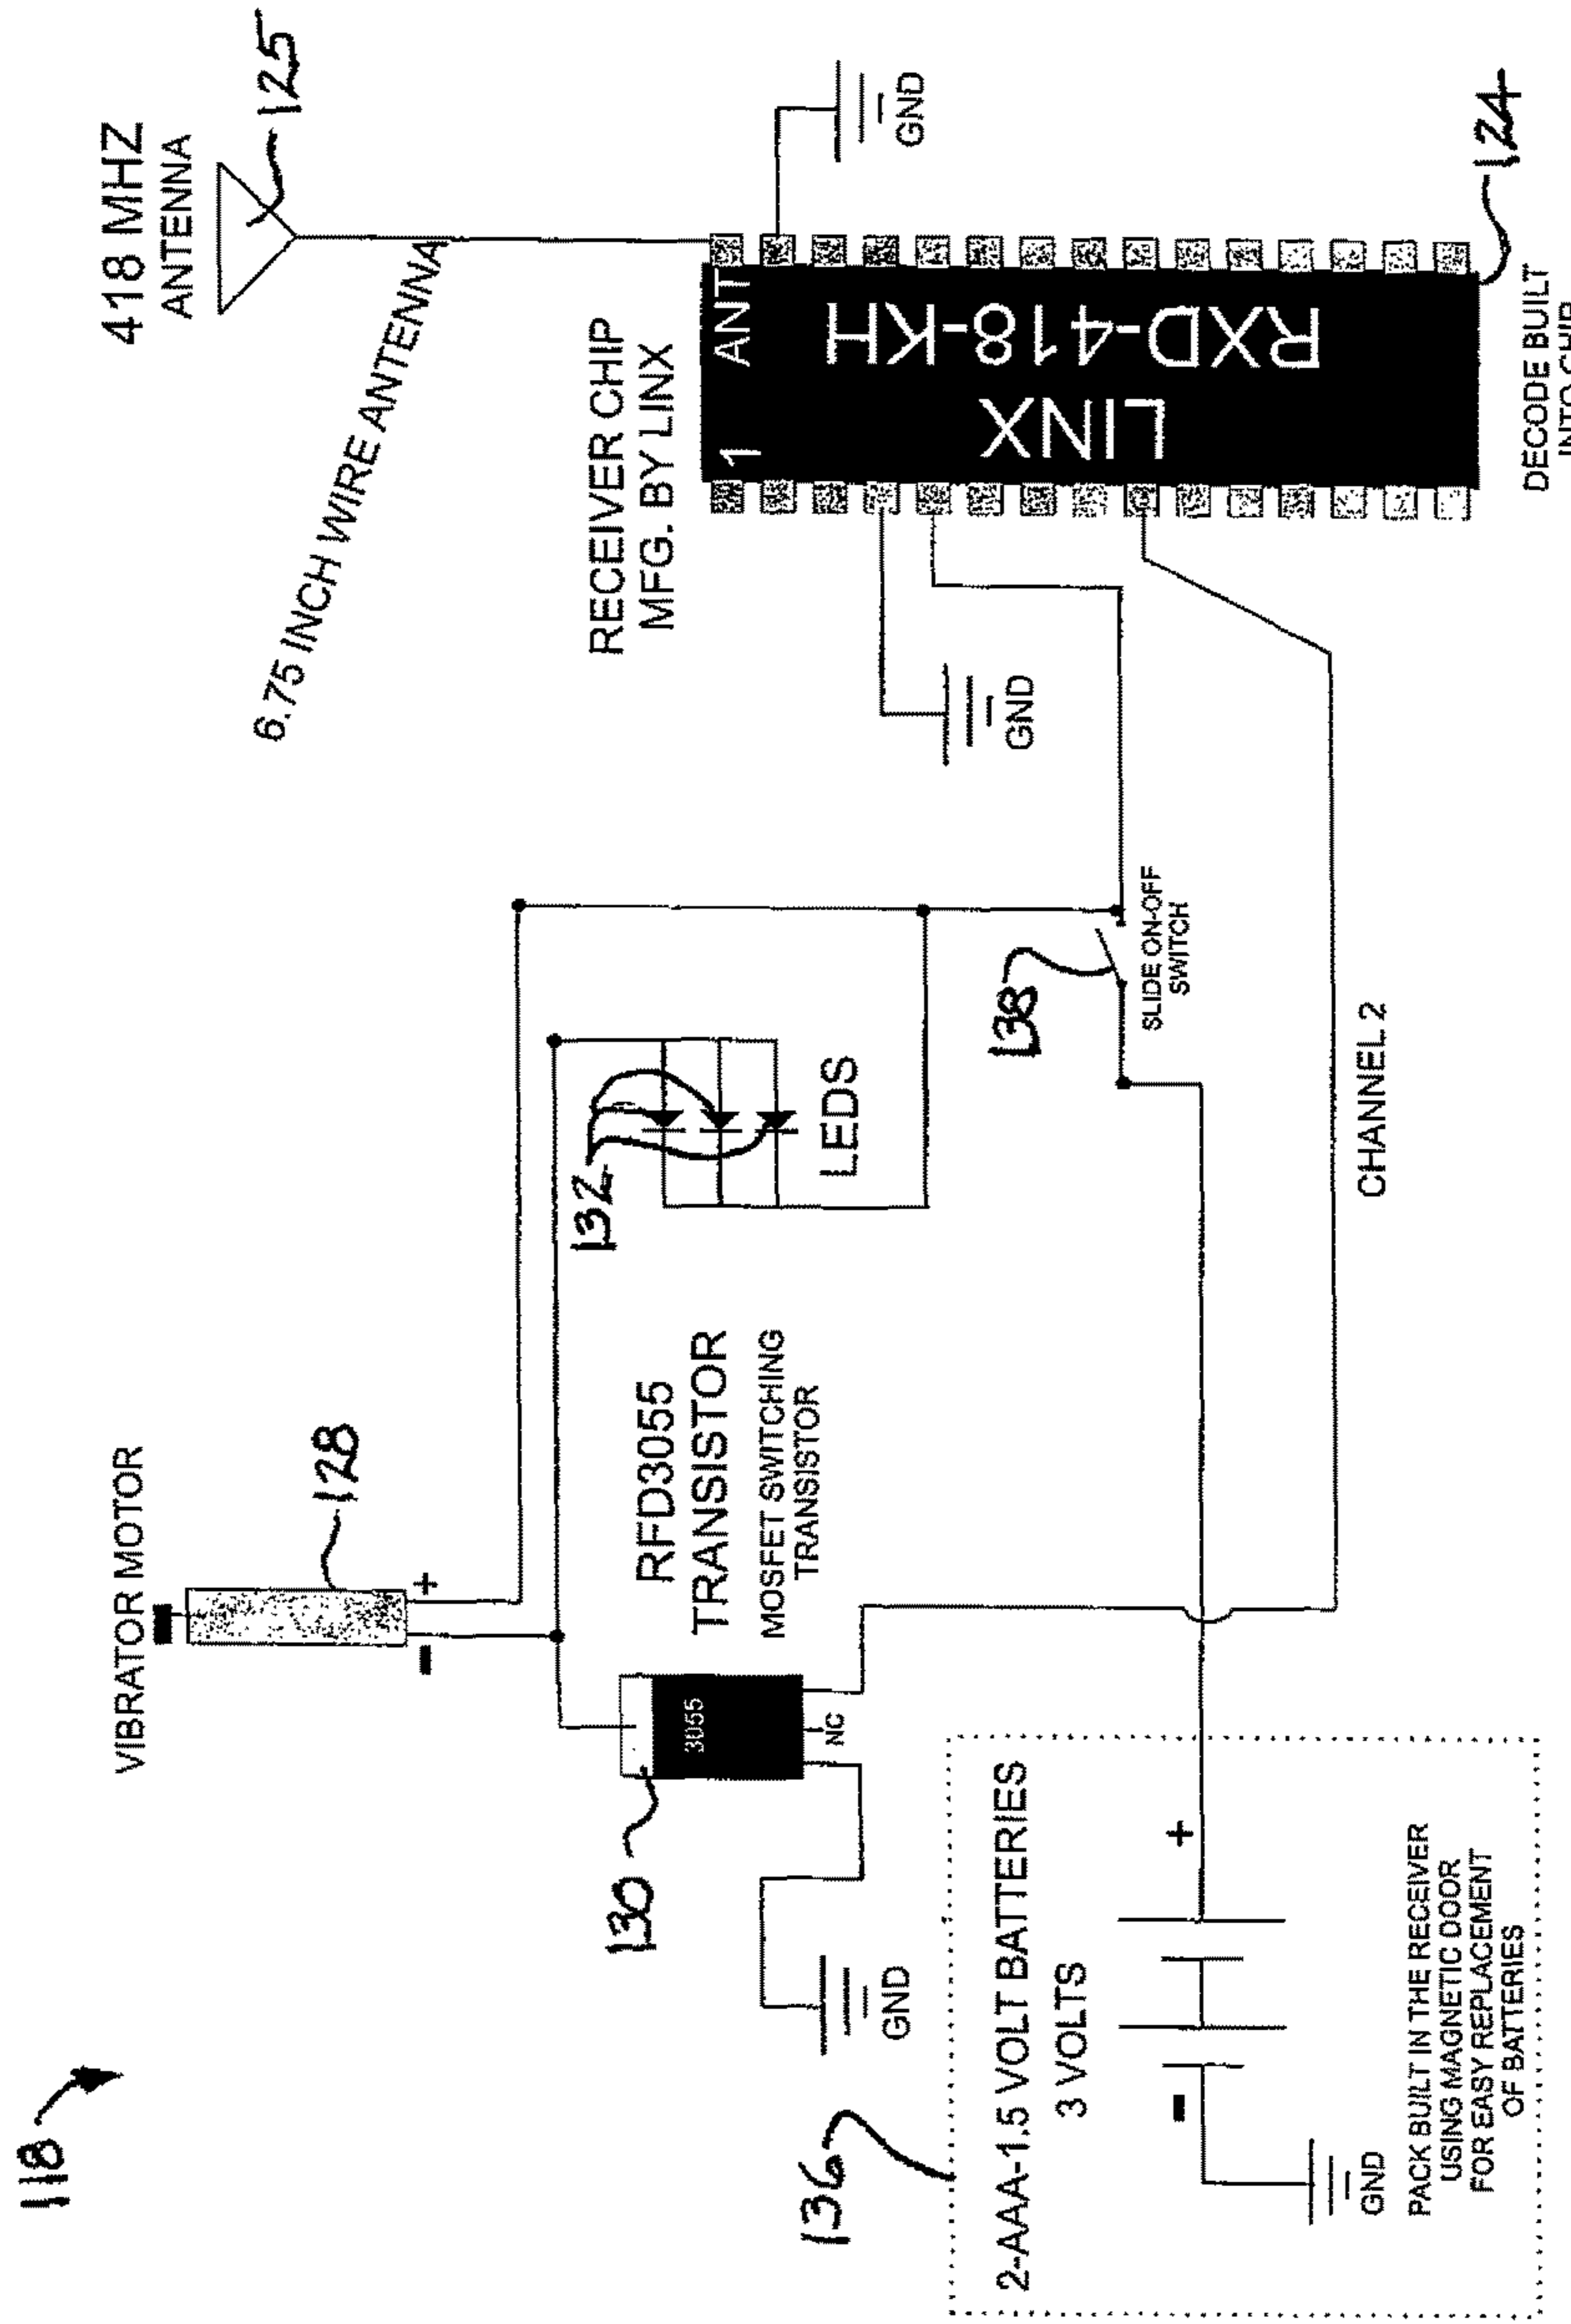 118
VIBRATOR MOTOR
128
+
-
418 MHZ
ANTENNA
125
6.75 INCH WIRE ANTENNA
130
3055
NC
GND
RFD3055
TRANSISTOR
MOSFET SWITCHING
TRANSISTOR
132
LEDS
RECEIVER CHIP
MFG. BY LINX
1 ANT
LINX
RXD-418-KH
GND
GND
124
DECODE BUILT
INTO CHIP
138
SLIDE ON-OFF
SWITCH
CHANNEL 2
136
2-AAA-1.5 VOLT BATTERIES
3 VOLTS
-
+
GND
PACK BUILT IN THE RECEIVER
USING MAGNETIC DOOR
FOR EASY REPLACEMENT
OF BATTERIES